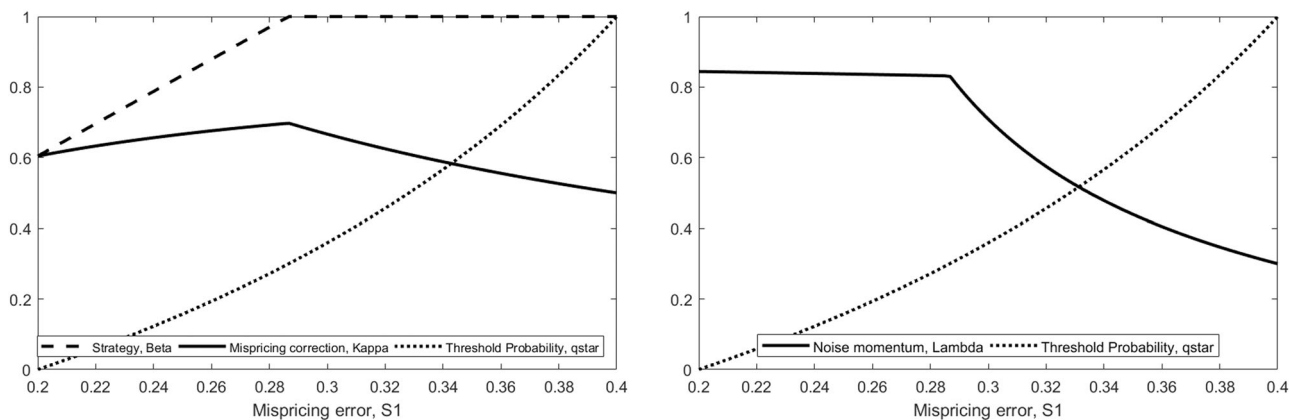 1
0.8
0.6
0.4
0.2
0
Strategy, Beta Mispricing correction, Kappa Threshold Probability, qstar
0.2 0.22 0.24 0.26 0.28 0.3 0.32 0.34 0.36 0.38 0.4
Mispricing error, S1
1
0.8
0.6
0.4
0.2
0
Noise momentum, Lambda Threshold Probability, qstar
0.2 0.22 0.24 0.26 0.28 0.3 0.32 0.34 0.36 0.38 0.4
Mispricing error, S1